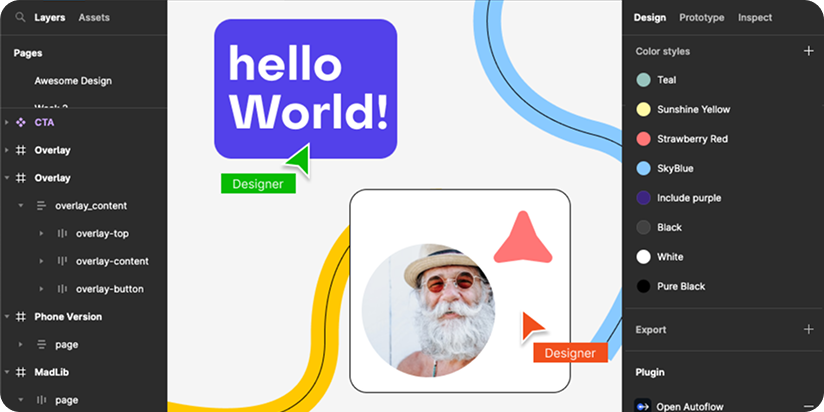 Layers Assets
Pages
Awesome Design
CTA
Overlay
Overlay
overlay_content
overlay-top
overlay-content
overlay-button
Phone Version
page
MadLib
page
hello
World!
Designer
Designer
Design Prototype Inspect
Color styles
Teal
Sunshine Yellow
Strawberry Red
SkyBlue
Include purple
Black
White
Pure Black
Export
Plugin
Open Autoflow